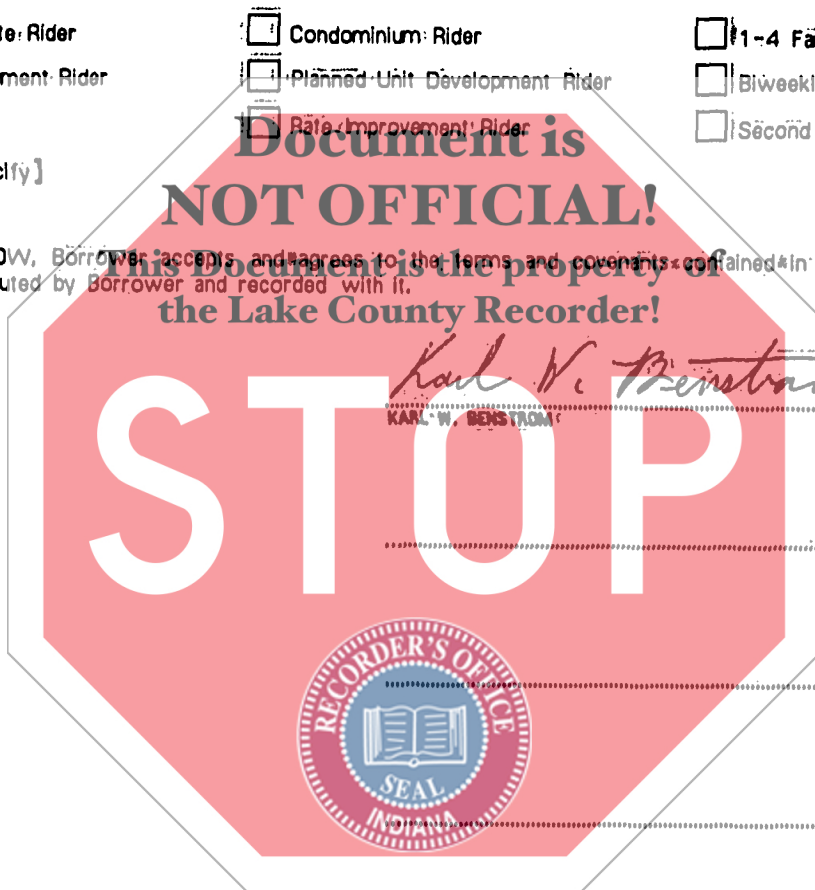 te Rider Condominium Rider 1-4 Fa
ment Rider Planned Unit Development Rider Biweekl
Rate Improvement Rider Second
Document is
cify]
NOT OFFICIAL!
OW, Borrower accepts and agrees to the terms and covenants contained in
This Document is the property of
uted by Borrower and recorded with it.
the Lake County Recorder!
Karl W. Benstro
KARL W. BENSTROM
STOP
RECORDER'S OFFICE
SEAL
INDIANA